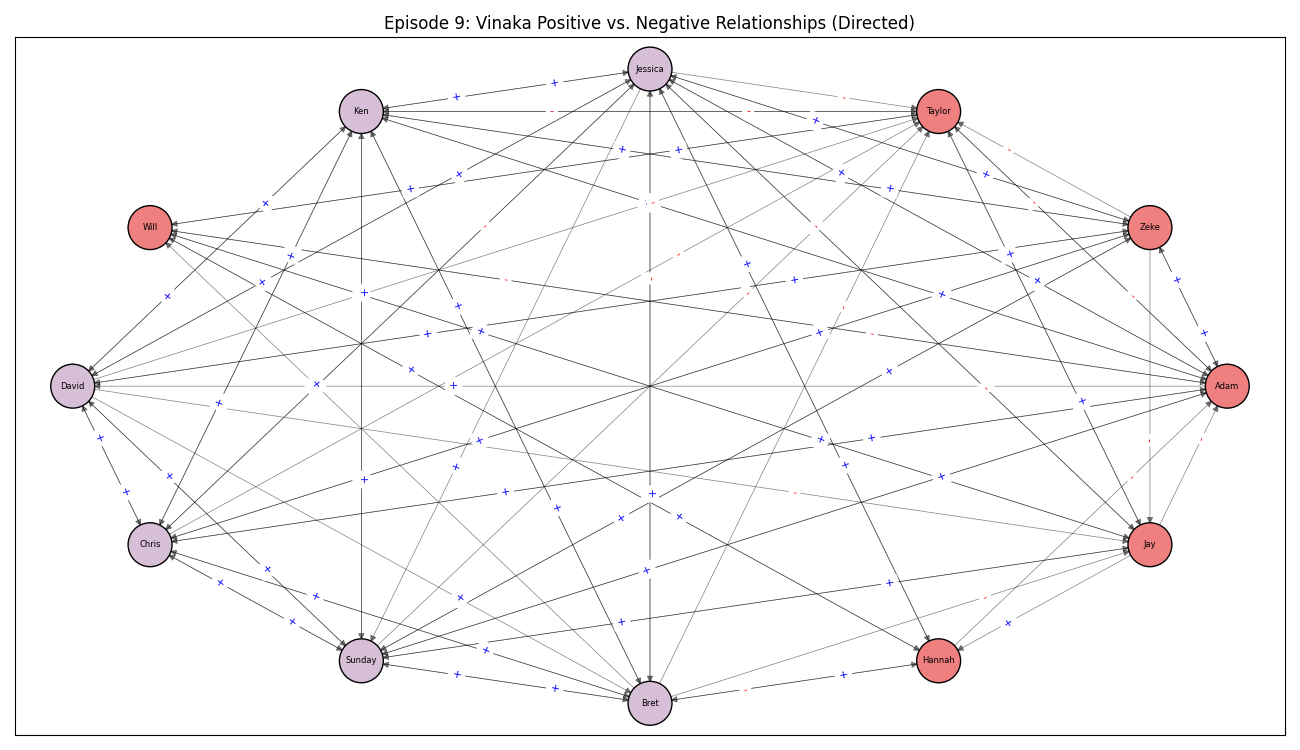 Episode 9: Vinaka Positive vs. Negative Relationships (Directed)
Jessica
Ken
Taylor
Will
Zeke
David
Adam
Chris
Jay
Sunday
Hannah
Bret